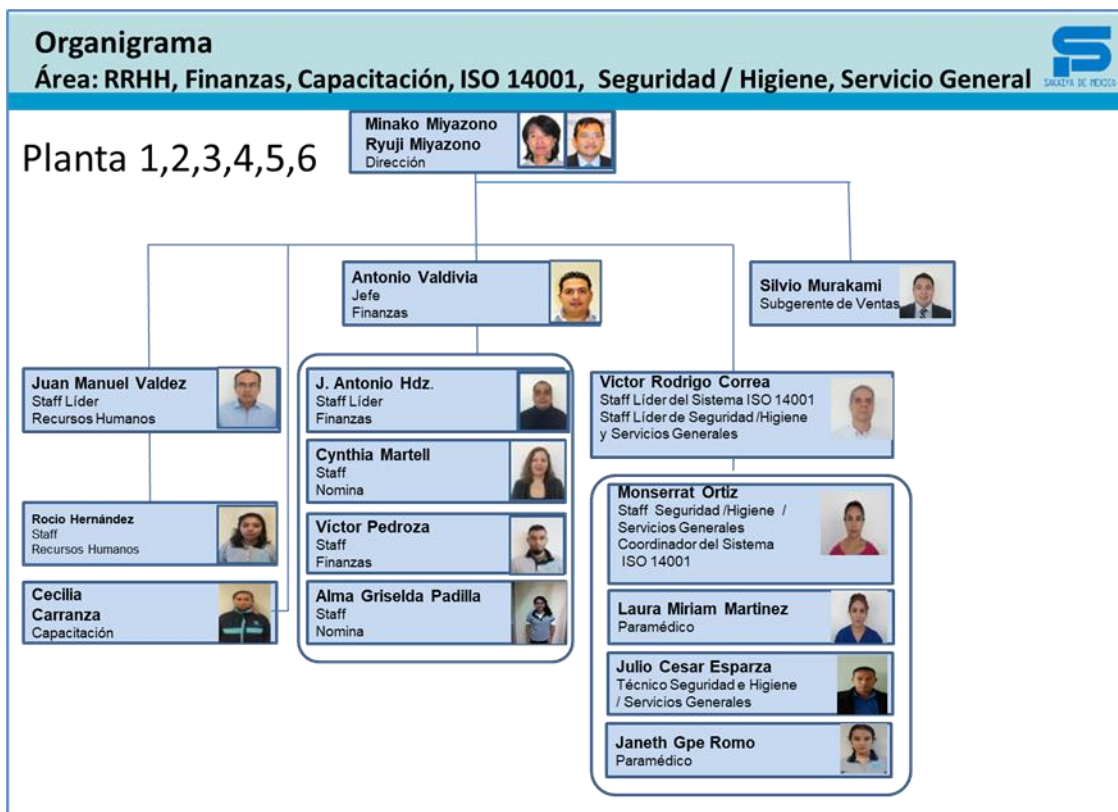 Organigrama
Área: RRHH, Finanzas, Capacitación, ISO 14001, Seguridad / Higiene, Servicio General
SAKAIYA DE MEXICO
Planta 1,2,3,4,5,6
Minako Miyazono
Ryuji Miyazono
Dirección
Antonio Valdivia
Jefe
Finanzas
Silvio Murakami
Subgerente de Ventas
Juan Manuel Valdez
Staff Líder
Recursos Humanos
Rocio Hernández
Staff
Recursos Humanos
Cecilia
Carranza
Capacitación
J. Antonio Hdz.
Staff Líder
Finanzas
Cynthia Martell
Staff
Nomina
Víctor Pedroza
Staff
Finanzas
Alma Griselda Padilla
Staff
Nomina
Victor Rodrigo Correa
Staff Líder del Sistema ISO 14001
Staff Líder de Seguridad /Higiene
y Servicios Generales
Monserrat Ortiz
Staff Seguridad /Higiene /
Servicios Generales
Coordinador del Sistema
ISO 14001
Laura Miriam Martinez
Paramédico
Julio Cesar Esparza
Técnico Seguridad e Higiene
/ Servicios Generales
Janeth Gpe Romo
Paramédico